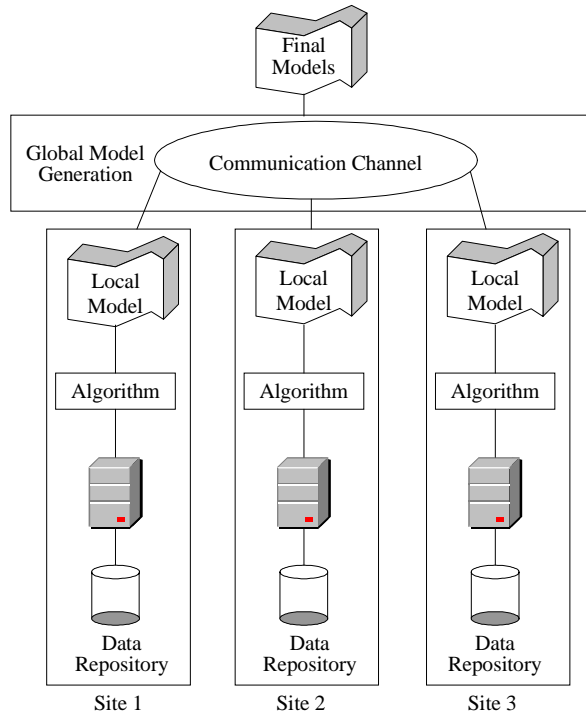 Final
Models
Global Model
Generation
Communication Channel
Local
Model
Local
Model
Local
Model
Algorithm
Algorithm
Algorithm
Data
Repository
Data
Repository
Data
Repository
Site 1
Site 2
Site 3